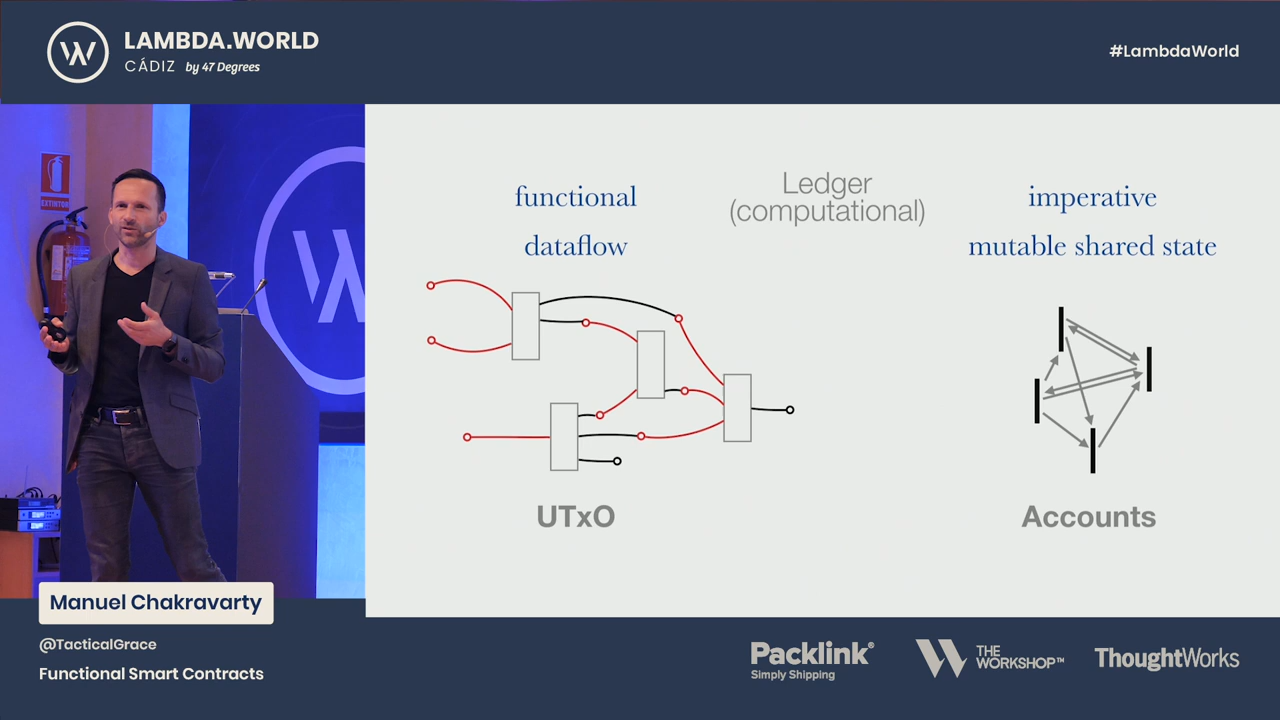 LAMBDA.WORLD
CÁDIZ by 47 Degrees
#LambdaWorld
EXTINTOR
functional
dataflow
Ledger
(computational)
imperative
mutable shared state
UTxO
Accounts
Manuel Chakravarty
@TacticalGrace
Functional Smart Contracts
Packlink®
Simply Shipping
THE
WORKSHOP™
ThoughtWorks